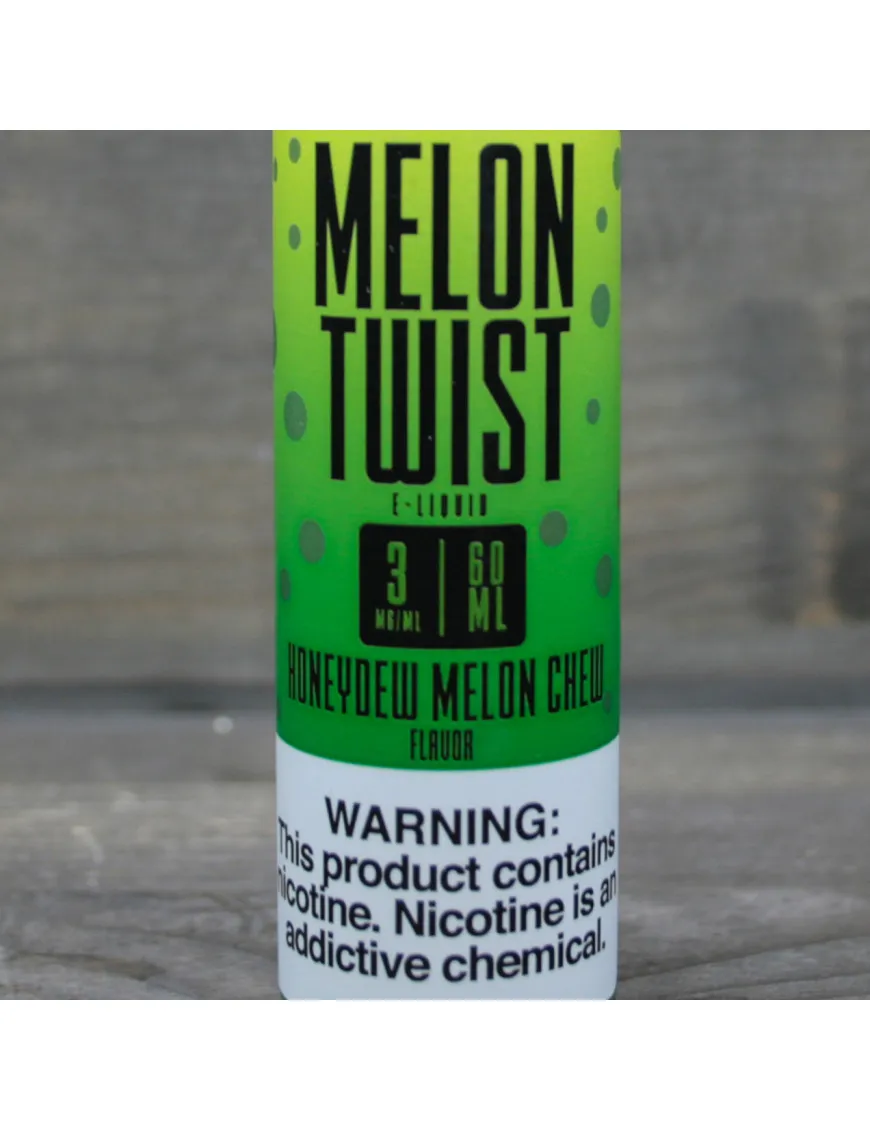 MELON
TWIST
E-LIQUID
3 MG/ML | 60 ML
HONEYDEW MELON CHEW
FLAVOR
WARNING:
This product contains
nicotine. Nicotine is an
addictive chemical.